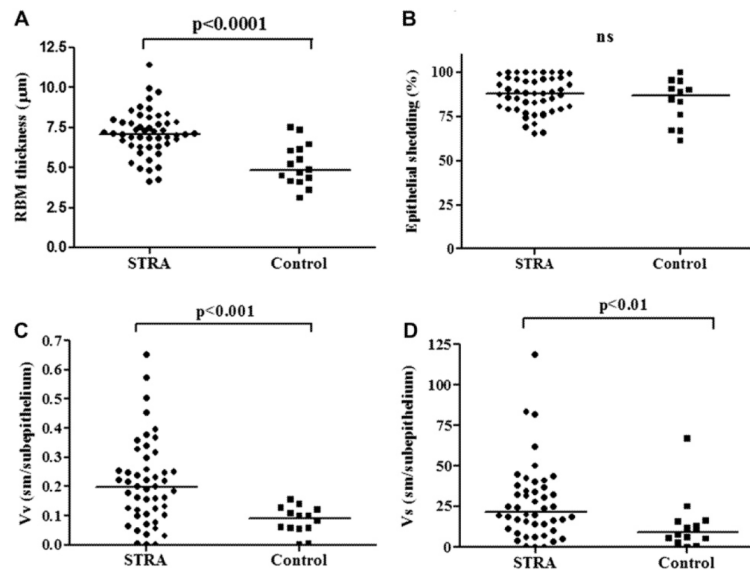 A
p<0.0001
RBM thickness (μm)
12.5
10.0
7.5
5.0
2.5
0.0
STRA
Control
B
ns
Epithelial shedding (%)
100
75
50
25
0
STRA
Control
C
p<0.001
Vv (sm/subepithelium)
0.7
0.6
0.5
0.4
0.3
0.2
0.1
0.0
STRA
Control
D
p<0.01
Vs (sm/subepithelium)
125
100
75
50
25
0
STRA
Control